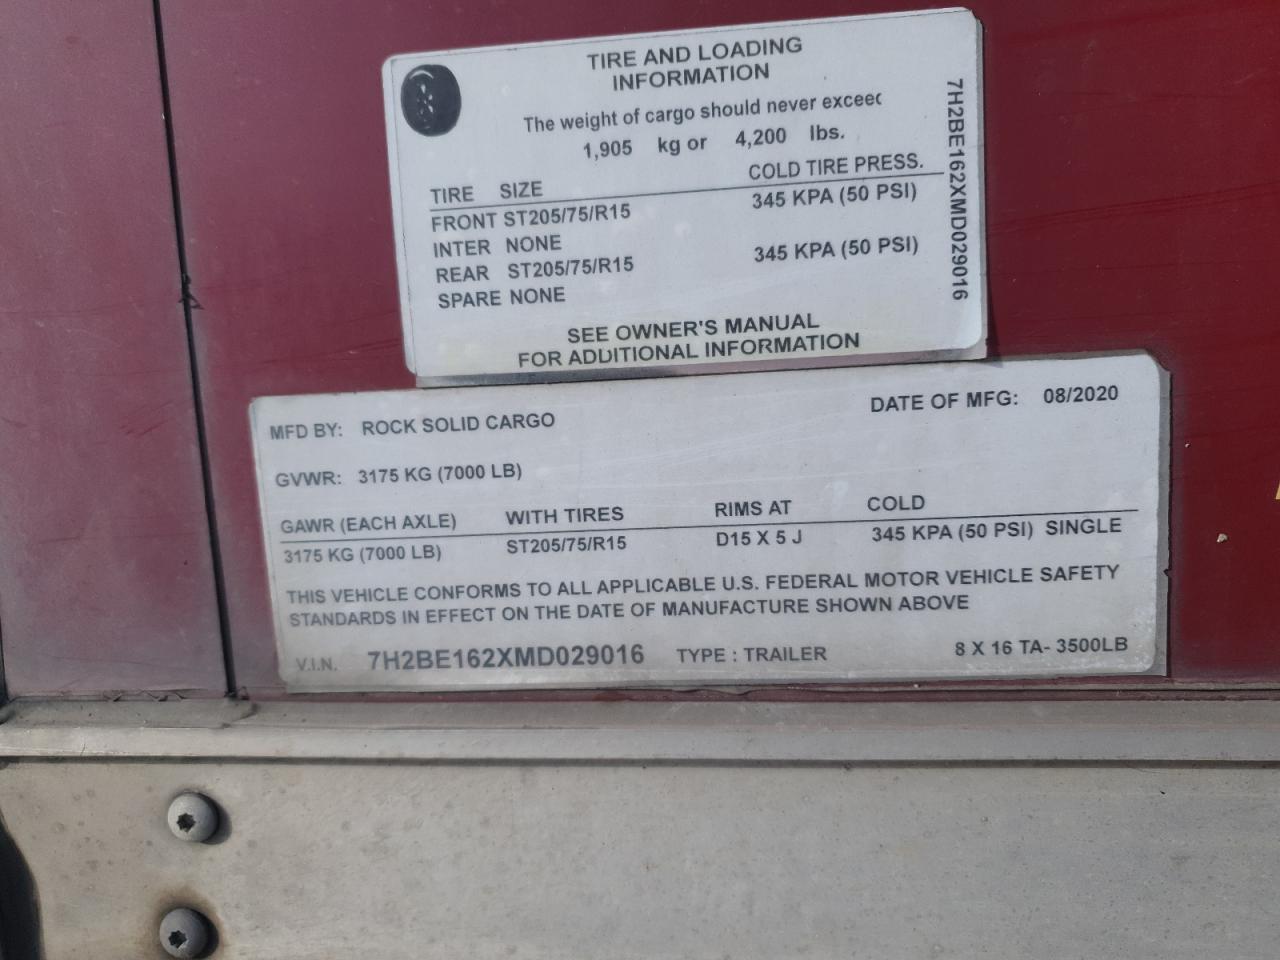 TIRE AND LOADING
INFORMATION
The weight of cargo should never exceed
1,905 kg or 4,200 lbs.
TIRE SIZE COLD TIRE PRESS.
FRONT ST205/75/R15 345 KPA (50 PSI)
INTER NONE
REAR ST205/75/R15 345 KPA (50 PSI)
SPARE NONE
SEE OWNER'S MANUAL
FOR ADDITIONAL INFORMATION
7H2BE162XMD029016
MFD BY: ROCK SOLID CARGO DATE OF MFG: 08/2020
GVWR: 3175 KG (7000 LB)
GAWR (EACH AXLE) WITH TIRES RIMS AT COLD
3175 KG (7000 LB) ST205/75/R15 D15 X 5 J 345 KPA (50 PSI) SINGLE
THIS VEHICLE CONFORMS TO ALL APPLICABLE U.S. FEDERAL MOTOR VEHICLE SAFETY
STANDARDS IN EFFECT ON THE DATE OF MANUFACTURE SHOWN ABOVE
V.I.N. 7H2BE162XMD029016 TYPE : TRAILER 8 X 16 TA- 3500LB